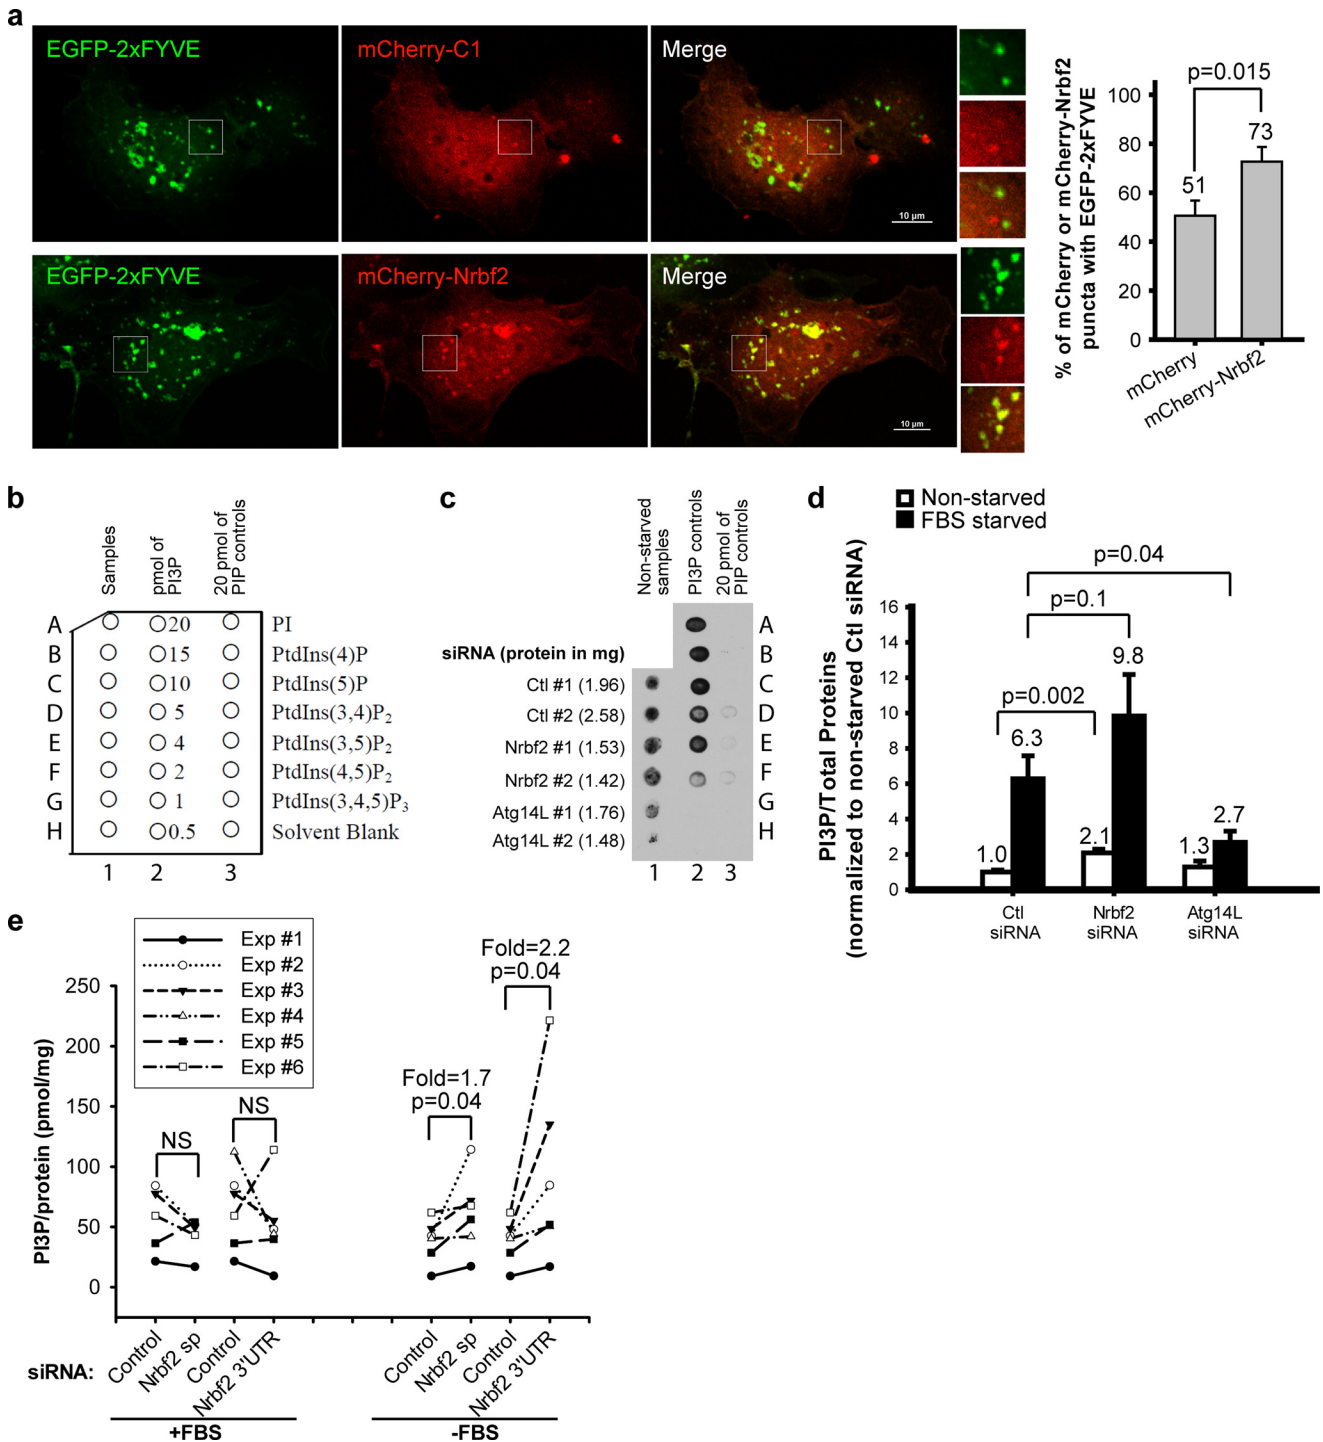 a
EGFP-2xFYVE
mCherry-C1
Merge
10 µm
EGFP-2xFYVE
mCherry-Nrbf2
Merge
10 µm
% of mCherry or mCherry-Nrbf2
puncta with EGFP-2xFYVE
p=0.015
100
80
60
40
20
0
51
73
mCherry
mCherry-Nrbf2
b
Samples
pmol of
PI3P
20 pmol of
PIP controls
A 20 PI
B 15 PtdIns(4)P
C 10 PtdIns(5)P
D 5 PtdIns(3,4)P2
E 4 PtdIns(3,5)P2
F 2 PtdIns(4,5)P2
G 1 PtdIns(3,4,5)P3
H 0.5 Solvent Blank
1 2 3
c
Non-starved
samples
PI3P controls
20 pmol of
PIP controls
A
siRNA (protein in mg) B
Ctl #1 (1.96) C
Ctl #2 (2.58) D
Nrbf2 #1 (1.53) E
Nrbf2 #2 (1.42) F
Atg14L #1 (1.76) G
Atg14L #2 (1.48) H
1 2 3
d
Non-starved
FBS starved
PI3P/Total Proteins
(normalized to non-starved Ctl siRNA)
p=0.04
p=0.1
p=0.002
16
14
12
10
8
6
4
2
0
1.0
6.3
2.1
9.8
1.3
2.7
Ctl
siRNA
Nrbf2
siRNA
Atg14L
siRNA
e
Exp #1
Exp #2
Exp #3
Exp #4
Exp #5
Exp #6
PI3P/protein (pmol/mg)
250
200
150
100
50
0
NS
NS
Fold=1.7
p=0.04
Fold=2.2
p=0.04
siRNA:
Control
Nrbf2 sp
Control
Nrbf2 3'UTR
Control
Nrbf2 sp
Control
Nrbf2 3'UTR
+FBS
-FBS